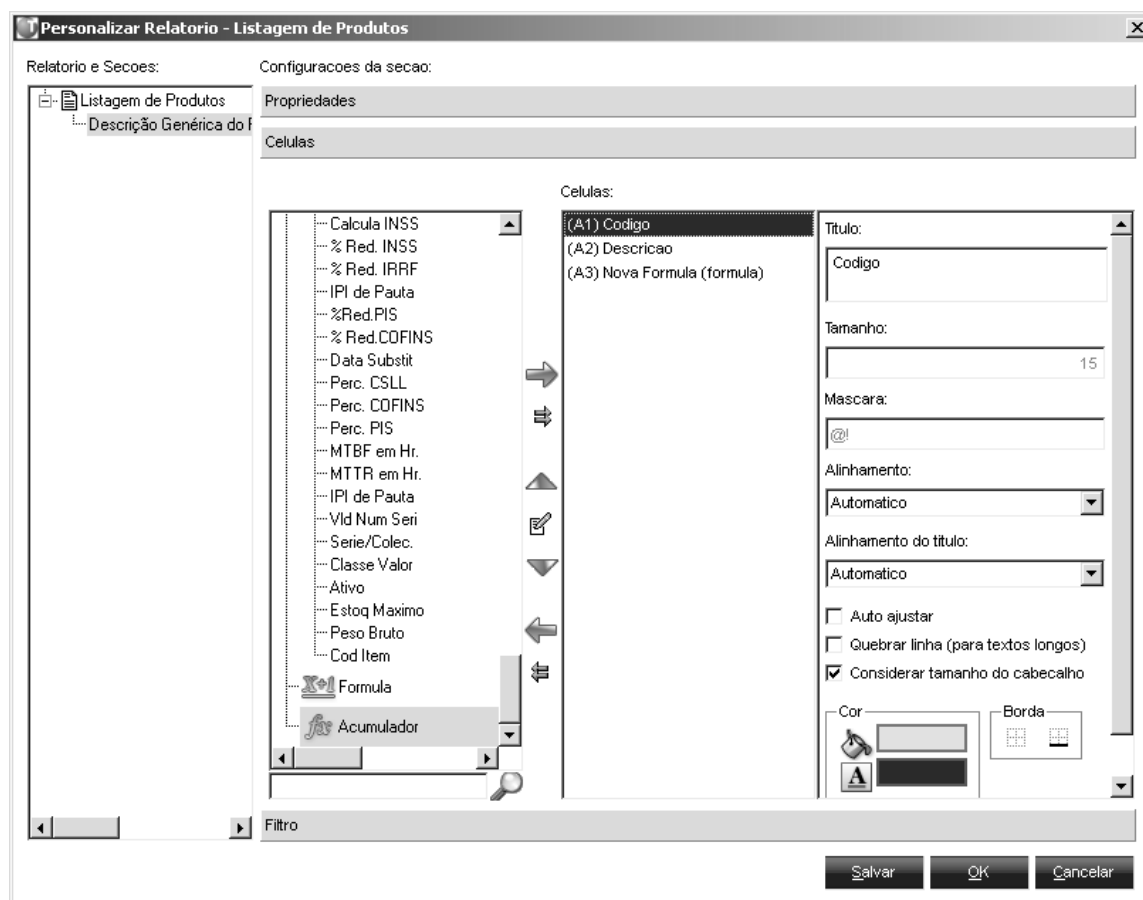 Personalizar Relatorio - Listagem de Produtos
Relatorio e Secoes:
Configuracoes da secao:
Listagem de Produtos
Descrição Genérica do
Propriedades
Celulas
Calcula INSS
% Red. INSS
% Red. IRRF
IPI de Pauta
%Red.PIS
% Red.COFINS
Data Substit
Perc. CSLL
Perc. COFINS
Perc. PIS
MTBF em Hr.
MTTR em Hr.
IPI de Pauta
Vld Num Seri
Serie/Colec.
Classe Valor
Ativo
Estoq Maximo
Peso Bruto
Cod Item
X+1 Formula
f(x) Acumulador
Celulas:
(A1) Codigo
(A2) Descricao
(A3) Nova Formula (formula)
Titulo:
Codigo
Tamanho:
15
Mascara:
@!
Alinhamento:
Automatico
Alinhamento do titulo:
Automatico
Auto ajustar
Quebrar linha (para textos longos)
Considerar tamanho do cabecalho
Cor
Borda
A
Filtro
Salvar
OK
Cancelar